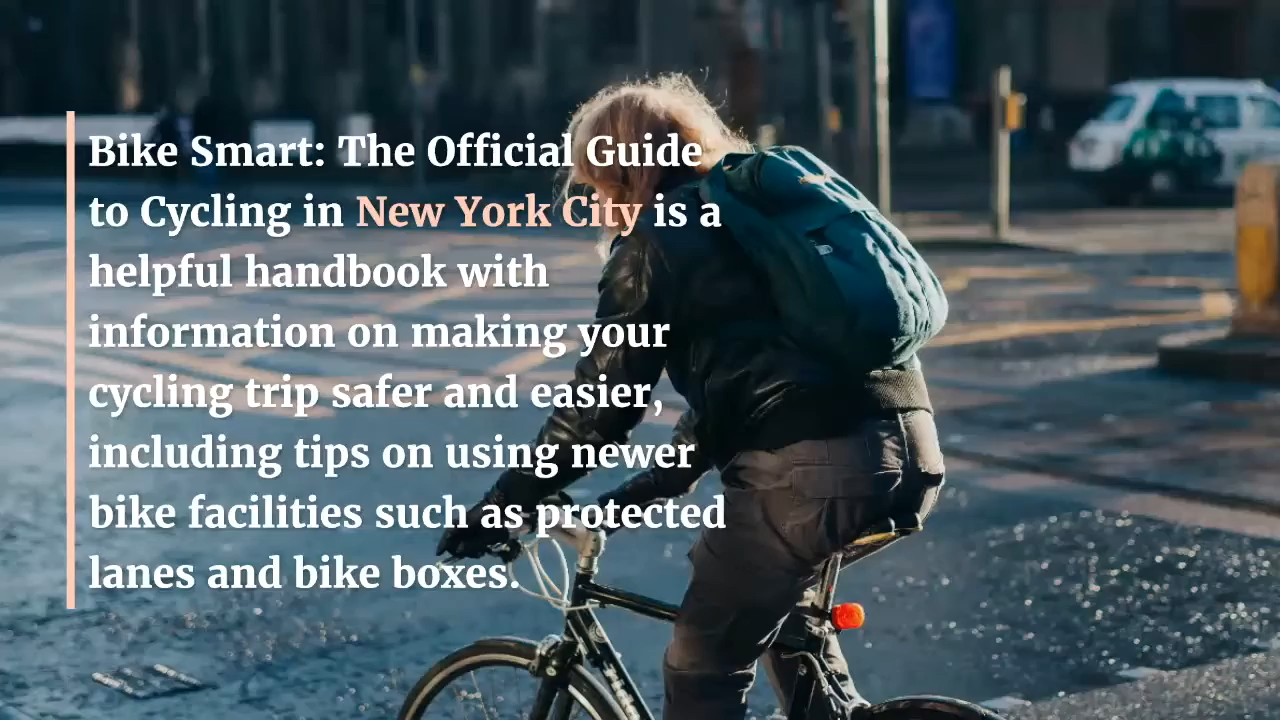 Bike Smart: The Official Guide
to Cycling in New York City is a
helpful handbook with
information on making your
cycling trip safer and easier,
including tips on using newer
bike facilities such as protected
lanes and bike boxes.